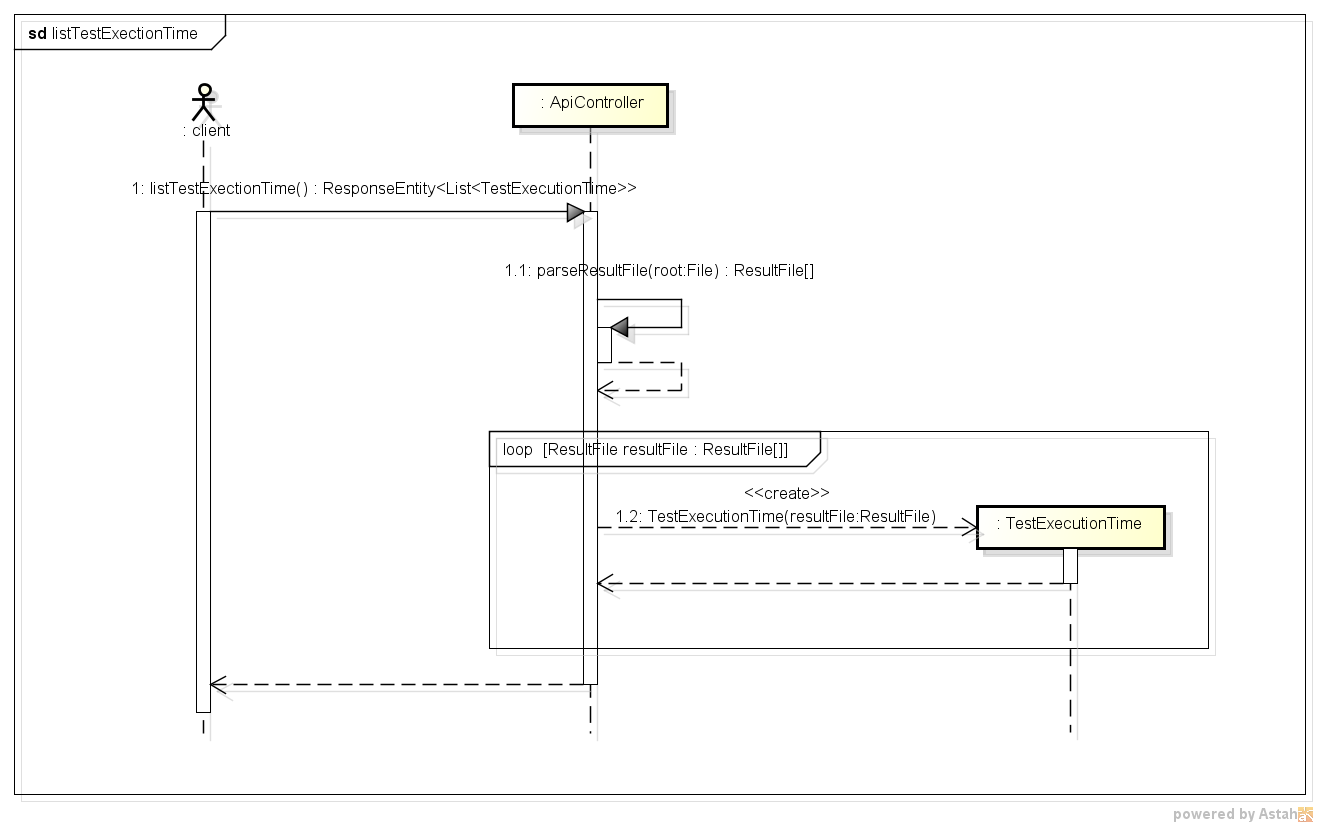 sd listTestExectionTime
: ApiController
: client
1: listTestExectionTime() : ResponseEntity<List<TestExecutionTime>>
1.1: parseResultFile(root:File) : ResultFile[]
loop [ResultFile resultFile : ResultFile[]]
<<create>>
1.2: TestExecutionTime(resultFile:ResultFile)
: TestExecutionTime
powered by Astah